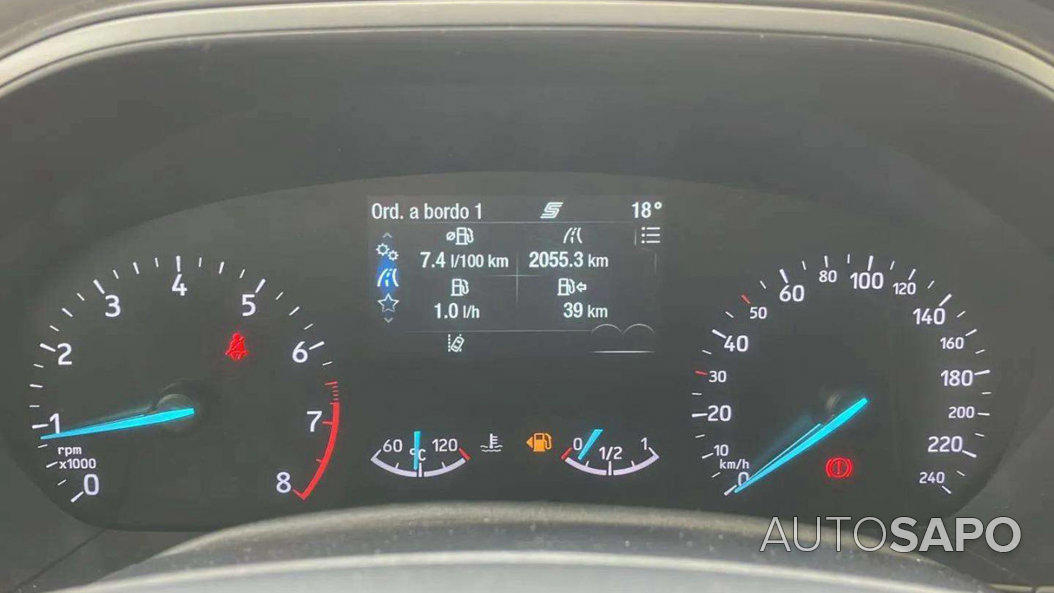 Ord. a bordo 1 18°
7.4 l/100 km 2055.3 km
1.0 l/h 39 km
0 1 2 3 4 5 6 7 8
rpm
x1000
60 °C 120
0 1/2 1
0 10 20 30 40 50 60 80 100 120 140 160 180 200 220 240
km/h
AUTOSAPO